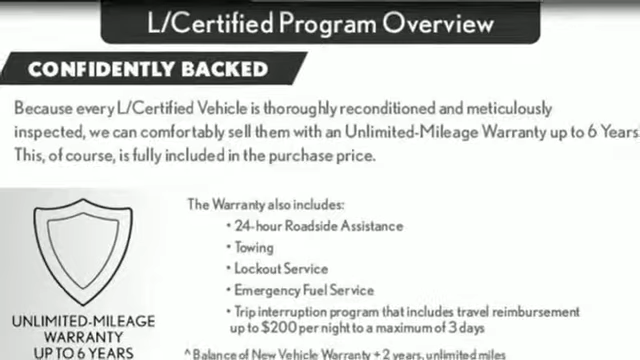 L/Certified Program Overview
CONFIDENTLY BACKED
Because every L/Certified Vehicle is thoroughly reconditioned and meticulously
inspected, we can comfortably sell them with an Unlimited-Mileage Warranty up to 6 Years!
This, of course, is fully included in the purchase price.
The Warranty also includes:
• 24-hour Roadside Assistance
• Towing
• Lockout Service
• Emergency Fuel Service
• Trip interruption program that includes travel reimbursement
up to $200 per night to a maximum of 3 days
UNLIMITED-MILEAGE
WARRANTY
UP TO 6 YEARS
^Balance of New Vehicle Warranty + 2 years, unlimited miles